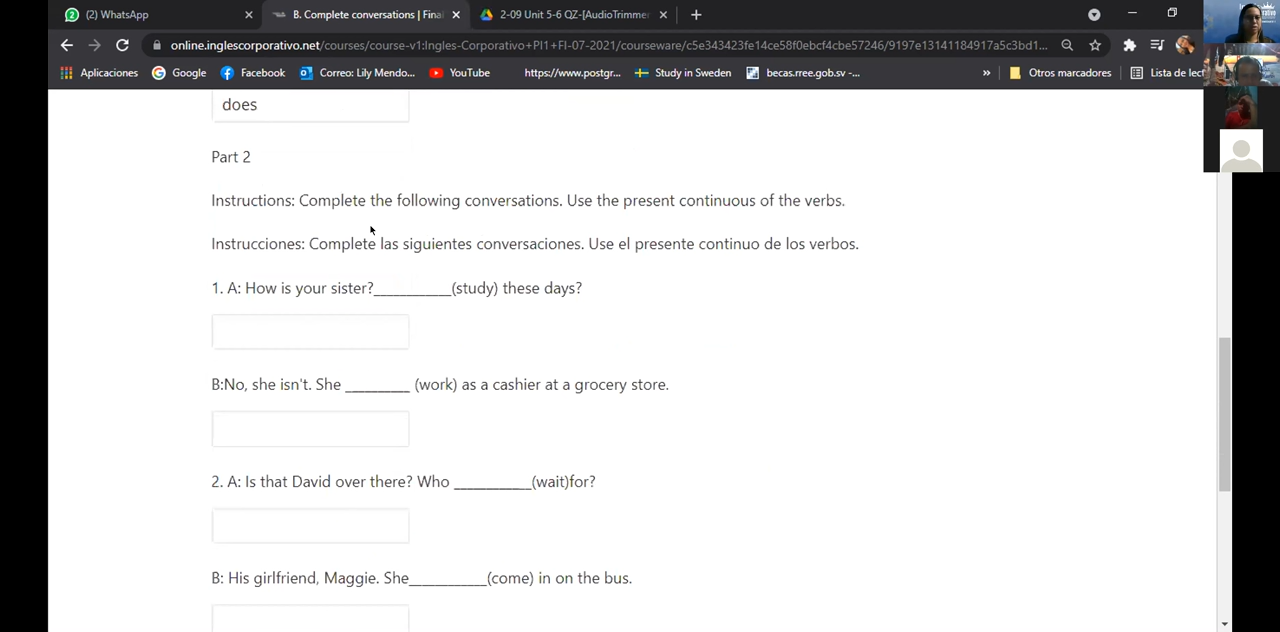 (2) WhatsApp
B. Complete conversations | Fina
2-09 Unit 5-6 QZ-[AudioTrimmer
online.inglescorporativo.net/courses/course-v1:Ingles-Corporativo+PI1+FI-07-2021/courseware/c5e343423fe14ce58f0ebcf4cbe57246/9197e13141184917a5c3bd1...
Aplicaciones
Google
Facebook
Correo: Lily Mendo...
YouTube
https://www.postgr...
Study in Sweden
becas.rree.gob.sv -...
»
Otros marcadores
Lista de lect
does
Part 2
Instructions: Complete the following conversations. Use the present continuous of the verbs.
Instrucciones: Complete las siguientes conversaciones. Use el presente continuo de los verbos.
1. A: How is your sister?___________(study) these days?
B:No, she isn't. She _________ (work) as a cashier at a grocery store.
2. A: Is that David over there? Who ___________(wait)for?
B: His girlfriend, Maggie. She___________(come) in on the bus.